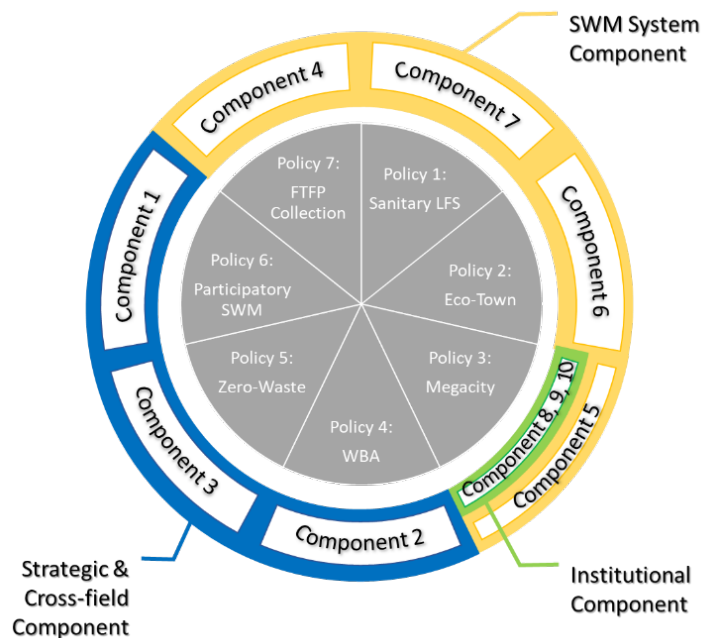 SWM System
Component
Component 4
Component 7
Component 1
Component 6
Policy 7:
FTFP
Collection
Policy 1:
Sanitary LFS
Policy 6:
Participatory
SWM
Policy 2:
Eco-Town
Policy 5:
Zero-Waste
Policy 3:
Megacity
Policy 4:
WBA
Component 8, 9, 10
Component 5
Component 3
Component 2
Strategic &
Cross-field
Component
Institutional
Component